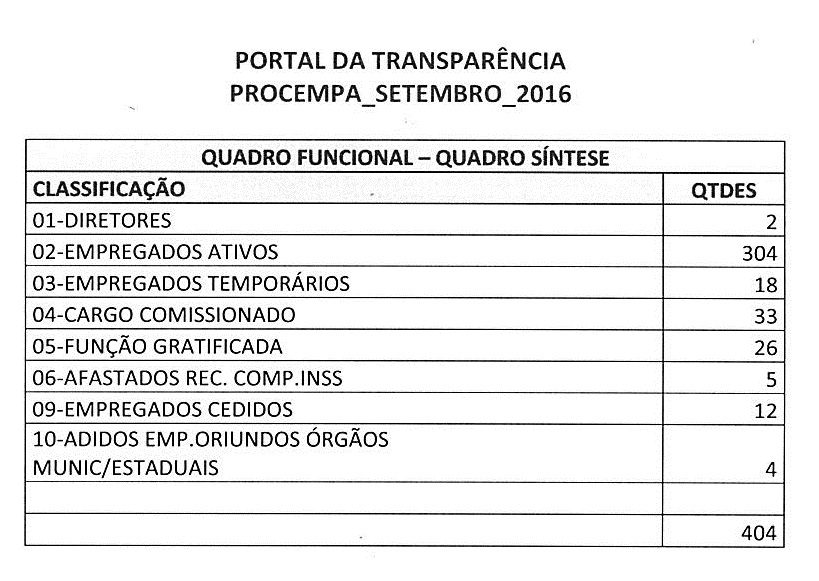 PORTAL DA TRANSPARÊNCIA
PROCEMPA_SETEMBRO_2016
QUADRO FUNCIONAL – QUADRO SÍNTESE
CLASSIFICAÇÃO QTDES
01-DIRETORES 2
02-EMPREGADOS ATIVOS 304
03-EMPREGADOS TEMPORÁRIOS 18
04-CARGO COMISSIONADO 33
05-FUNÇÃO GRATIFICADA 26
06-AFASTADOS REC. COMP.INSS 5
09-EMPREGADOS CEDIDOS 12
10-ADIDOS EMP.ORIUNDOS ÓRGÃOS
MUNIC/ESTADUAIS 4
404